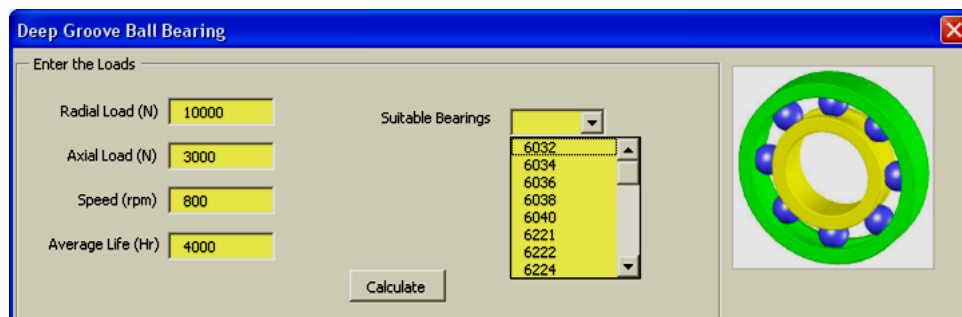 Deep Groove Ball Bearing
Enter the Loads
Radial Load (N) 10000
Axial Load (N) 3000
Speed (rpm) 800
Average Life (Hr) 4000
Suitable Bearings
6032
6034
6036
6038
6040
6221
6222
6224
Calculate